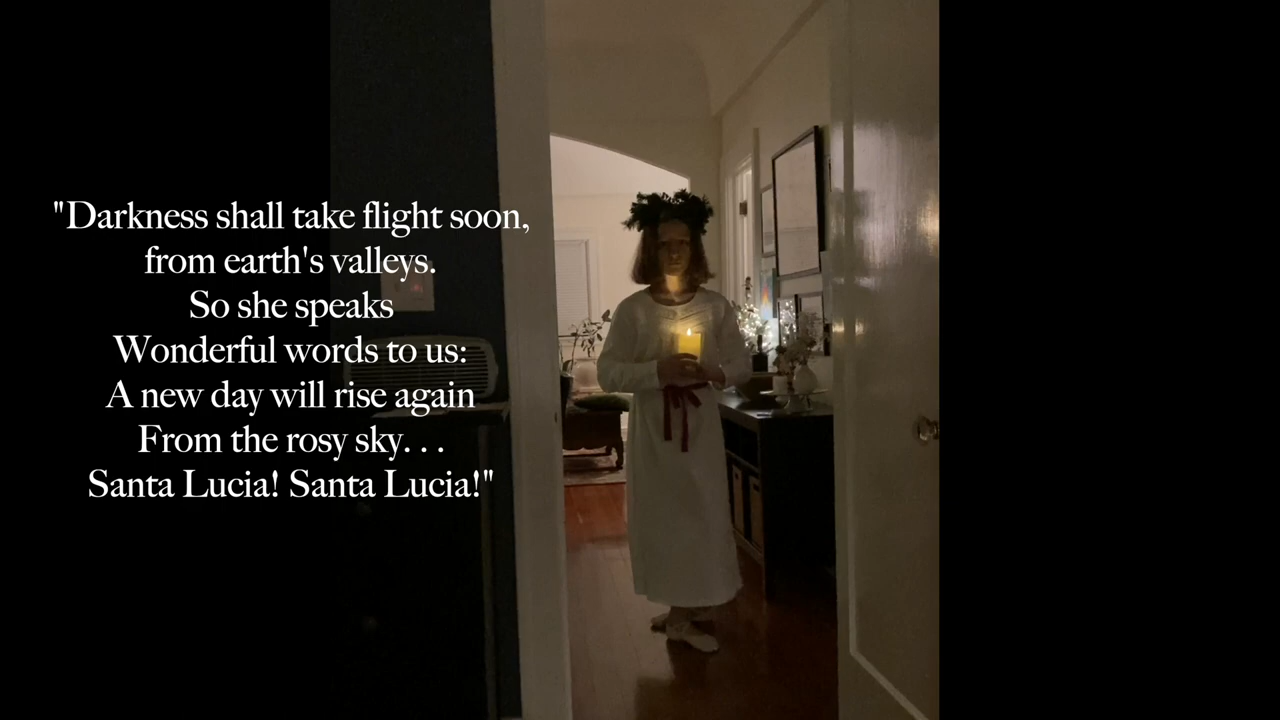 "Darkness shall take flight soon,
from earth's valleys.
So she speaks
Wonderful words to us:
A new day will rise again
From the rosy sky. . .
Santa Lucia! Santa Lucia!"